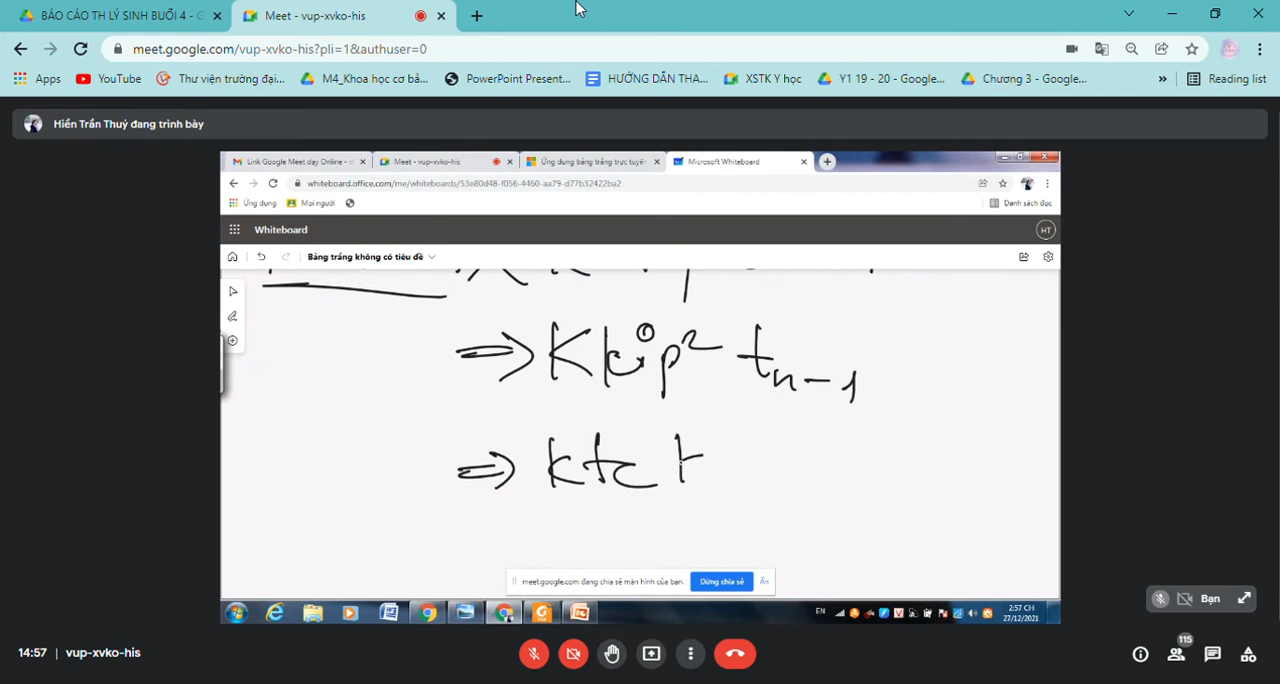 BÁO CÁO TH LÝ SINH BUỔI 4 - G
Meet - vup-xvko-his
meet.google.com/vup-xvko-his?pli=1&authuser=0
Apps YouTube Thư viện trường đại... M4_Khoa học cơ bả... PowerPoint Present... HƯỚNG DẪN THA... XSTK Y học Y1 19 - 20 - Google... Chương 3 - Google... » Reading list
Hiền Trần Thuý đang trình bày
Link Google Meet dạy Online - Meet - vup-xvko-his Ứng dụng bảng trắng trực tuyến Microsoft Whiteboard
whiteboard.office.com/me/whiteboards/53e80d48-f056-4460-aa79-d77b32422ba2
Ứng dụng Mọi người Danh sách đọc
Whiteboard HT
Bảng trắng không có tiêu đề
⇒ K k p² t n-1
⇒ ktc t
meet.google.com đang chia sẻ màn hình của bạn. Dừng chia sẻ Ẩn
EN 2:57 CH
27/12/2021
Bạn
14:57 | vup-xvko-his 115